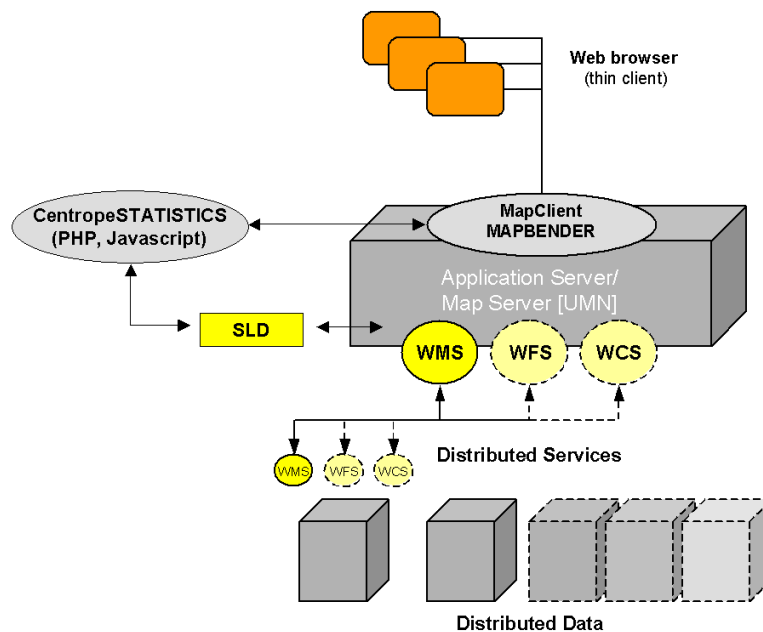 Web browser
(thin client)
CentropeSTATISTICS
(PHP, Javascript)
MapClient
MAPBENDER
Application Server/
Map Server [UMN]
SLD
WMS
WFS
WCS
Distributed Services
WMS
WFS
WCS
Distributed Data